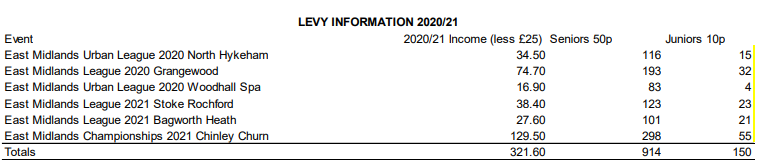 LEVY INFORMATION 2020/21
Event 2020/21 Income (less £25) Seniors 50p Juniors 10p
East Midlands Urban League 2020 North Hykeham 34.50 116 15
East Midlands League 2020 Grangewood 74.70 193 32
East Midlands Urban League 2020 Woodhall Spa 16.90 83 4
East Midlands League 2021 Stoke Rochford 38.40 123 23
East Midlands League 2021 Bagworth Heath 27.60 101 21
East Midlands Championships 2021 Chinley Churn 129.50 298 55
Totals 321.60 914 150